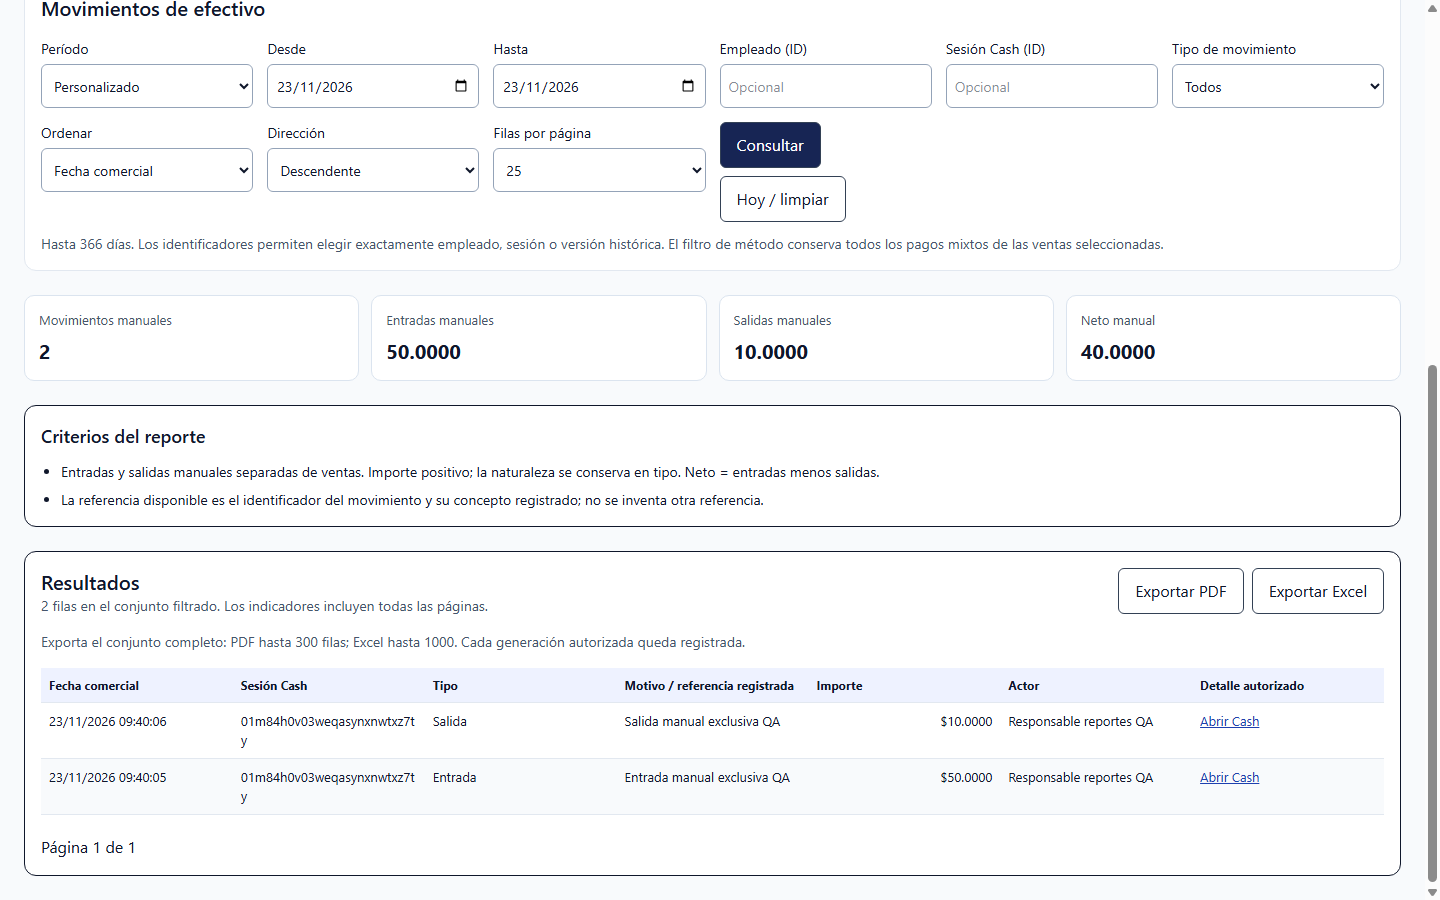 Movimientos de efectivo
Período Desde Hasta Empleado (ID) Sesión Cash (ID) Tipo de movimiento
Personalizado 23/11/2026 23/11/2026 Opcional Opcional Todos
Ordenar Dirección Filas por página
Fecha comercial Descendente 25 Consultar
Hoy / limpiar
Hasta 366 días. Los identificadores permiten elegir exactamente empleado, sesión o versión histórica. El filtro de método conserva todos los pagos mixtos de las ventas seleccionadas.
Movimientos manuales Entradas manuales Salidas manuales Neto manual
2 50.0000 10.0000 40.0000
Criterios del reporte
Entradas y salidas manuales separadas de ventas. Importe positivo; la naturaleza se conserva en tipo. Neto = entradas menos salidas.
La referencia disponible es el identificador del movimiento y su concepto registrado; no se inventa otra referencia.
Resultados
2 filas en el conjunto filtrado. Los indicadores incluyen todas las páginas.
Exportar PDF Exportar Excel
Exporta el conjunto completo: PDF hasta 300 filas; Excel hasta 1000. Cada generación autorizada queda registrada.
Fecha comercial Sesión Cash Tipo Motivo / referencia registrada Importe Actor Detalle autorizado
23/11/2026 09:40:06 01m84h0v03weqasynxnwtxz7t Salida Salida manual exclusiva QA $10.0000 Responsable reportes QA Abrir Cash
y
23/11/2026 09:40:05 01m84h0v03weqasynxnwtxz7t Entrada Entrada manual exclusiva QA $50.0000 Responsable reportes QA Abrir Cash
y
Página 1 de 1